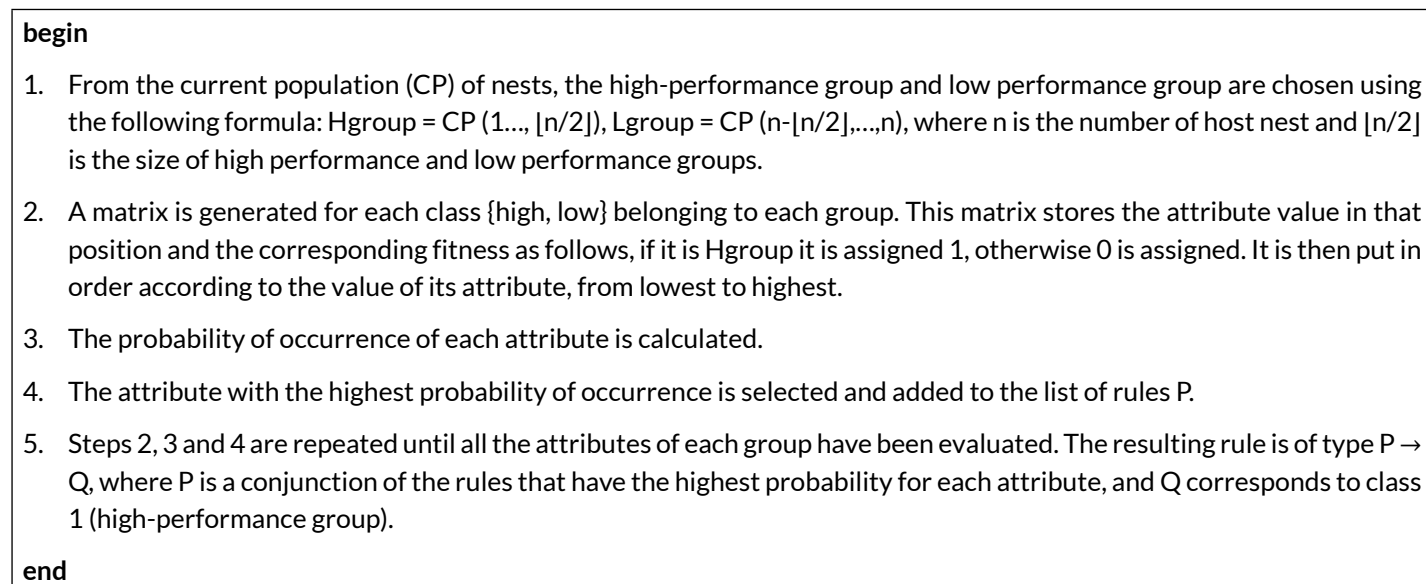 begin
1. From the current population (CP) of nests, the high-performance group and low performance group are chosen using
the following formula: Hgroup = CP (1..., ⌊n/2⌋), Lgroup = CP (n-⌊n/2⌋,...,n), where n is the number of host nest and ⌊n/2⌋
is the size of high performance and low performance groups.
2. A matrix is generated for each class {high, low} belonging to each group. This matrix stores the attribute value in that
position and the corresponding fitness as follows, if it is Hgroup it is assigned 1, otherwise 0 is assigned. It is then put in
order according to the value of its attribute, from lowest to highest.
3. The probability of occurrence of each attribute is calculated.
4. The attribute with the highest probability of occurrence is selected and added to the list of rules P.
5. Steps 2, 3 and 4 are repeated until all the attributes of each group have been evaluated. The resulting rule is of type P →
Q, where P is a conjunction of the rules that have the highest probability for each attribute, and Q corresponds to class
1 (high-performance group).
end